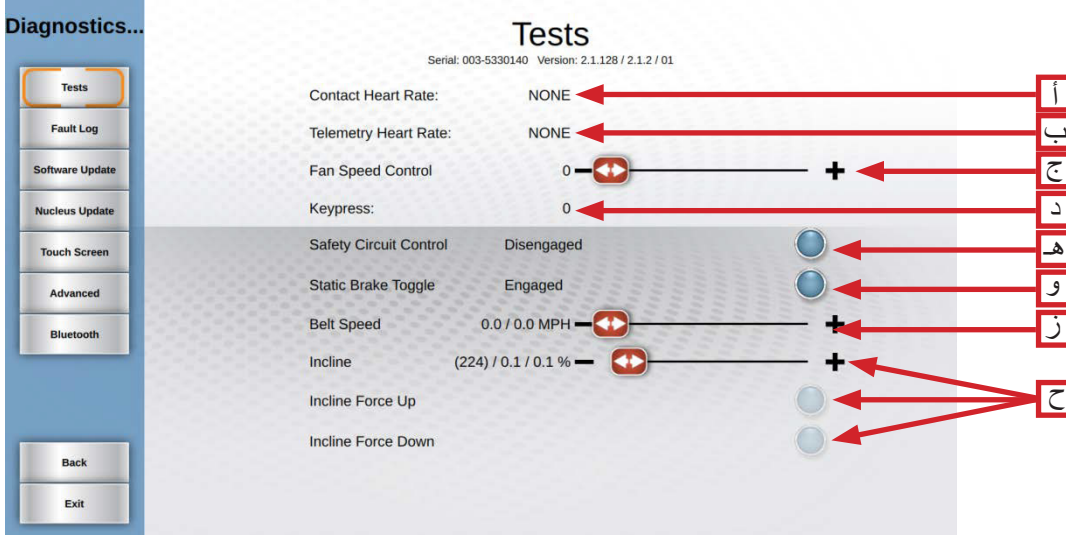 Diagnostics...
Tests
Fault Log
Software Update
Nucleus Update
Touch Screen
Advanced
Bluetooth
Back
Exit
Tests
Serial: 003-5330140 Version: 2.1.128 / 2.1.2 / 01
Contact Heart Rate: NONE أ
Telemetry Heart Rate: NONE ب
Fan Speed Control 0 ج
Keypress: 0 د
Safety Circuit Control Disengaged هـ
Static Brake Toggle Engaged و
Belt Speed 0.0 / 0.0 MPH ز
Incline (224) / 0.1 / 0.1 % ح
Incline Force Up
Incline Force Down